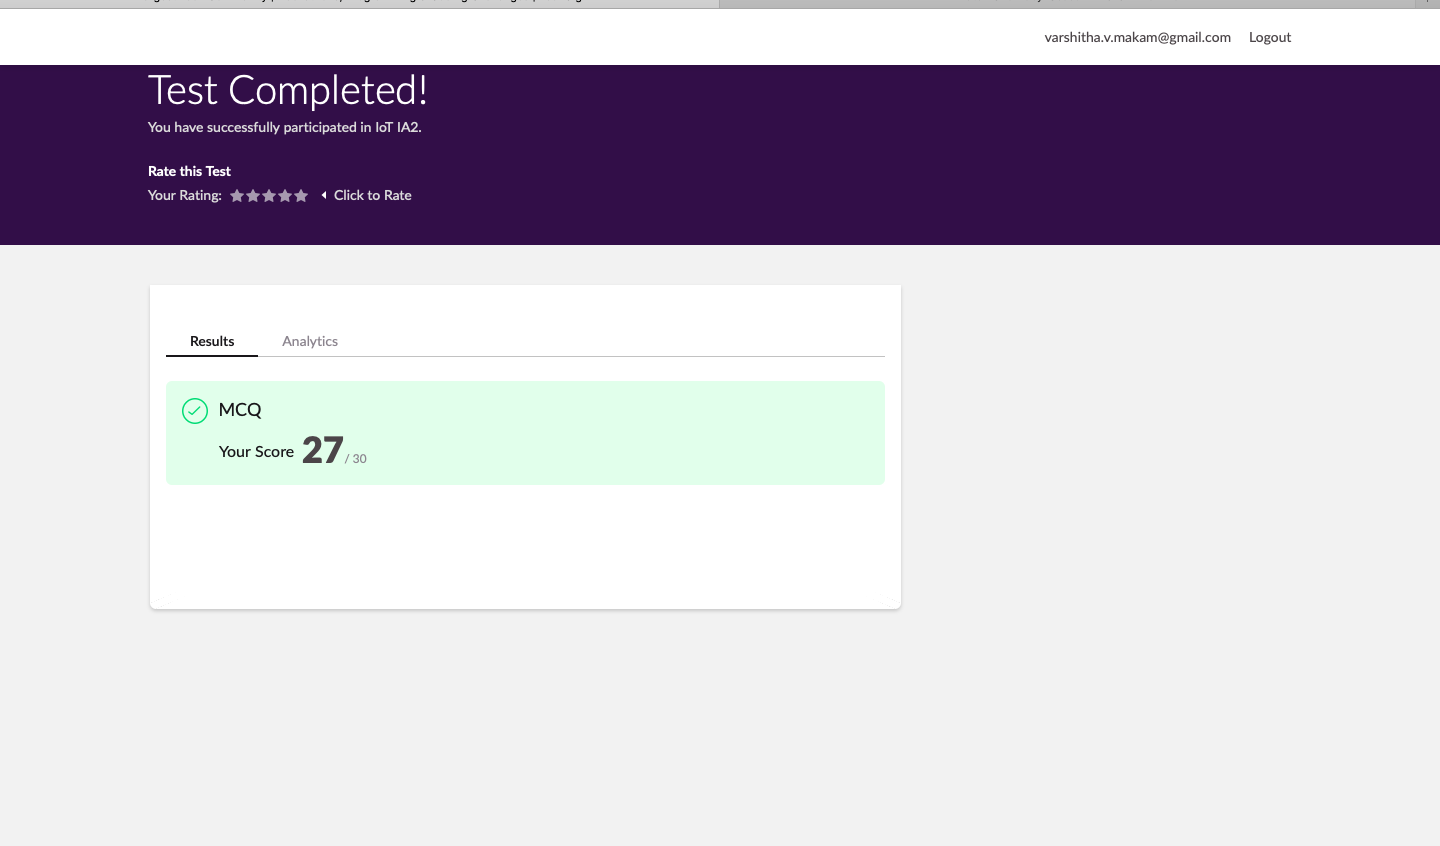 varshitha.v.makam@gmail.com Logout
Test Completed!
You have successfully participated in IoT IA2.
Rate this Test
Your Rating: Click to Rate
Results Analytics
MCQ
Your Score 27 / 30